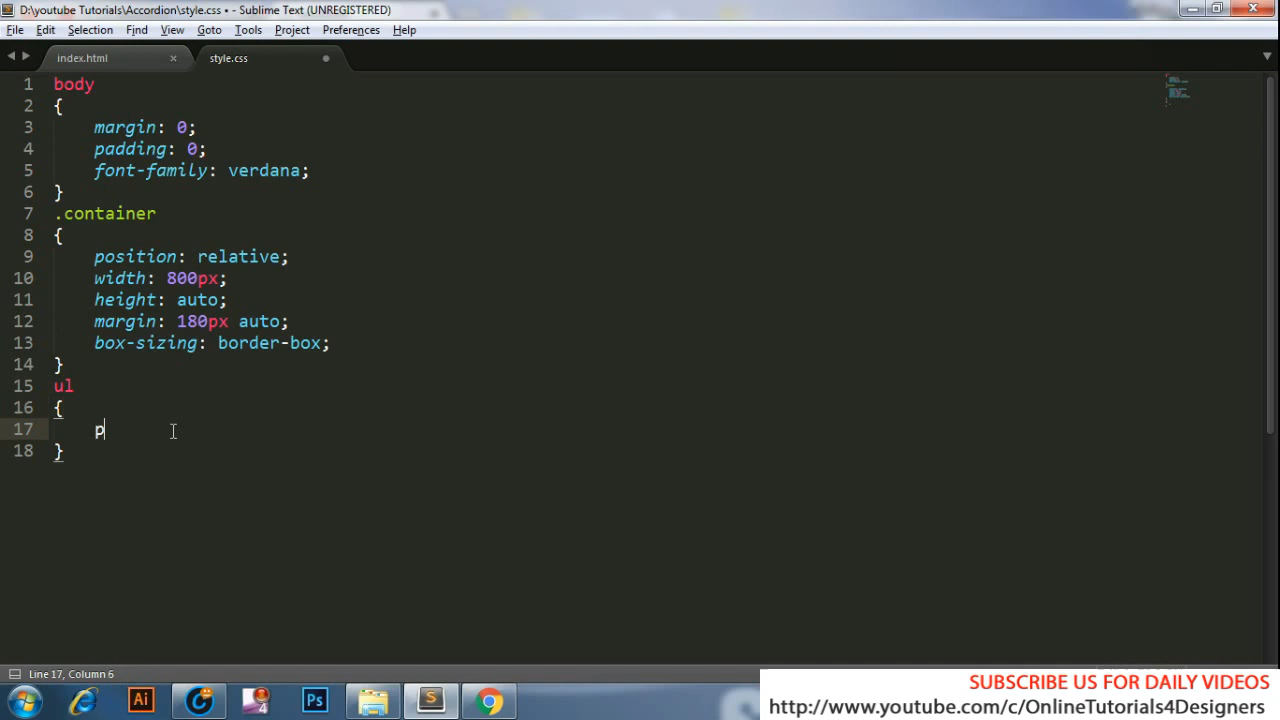 D:\youtube Tutorials\Accordion\style.css • - Sublime Text (UNREGISTERED)
File Edit Selection Find View Goto Tools Project Preferences Help
index.html × style.css
1 body
2 {
3 margin: 0;
4 padding: 0;
5 font-family: verdana;
6 }
7 .container
8 {
9 position: relative;
10 width: 800px;
11 height: auto;
12 margin: 180px auto;
13 box-sizing: border-box;
14 }
15 ul
16 {
17 p
18 }
Line 17, Column 6
Ai 4 Ps S
SUBSCRIBE US FOR DAILY VIDEOS
http://www.youtube.com/c/OnlineTutorials4Designers